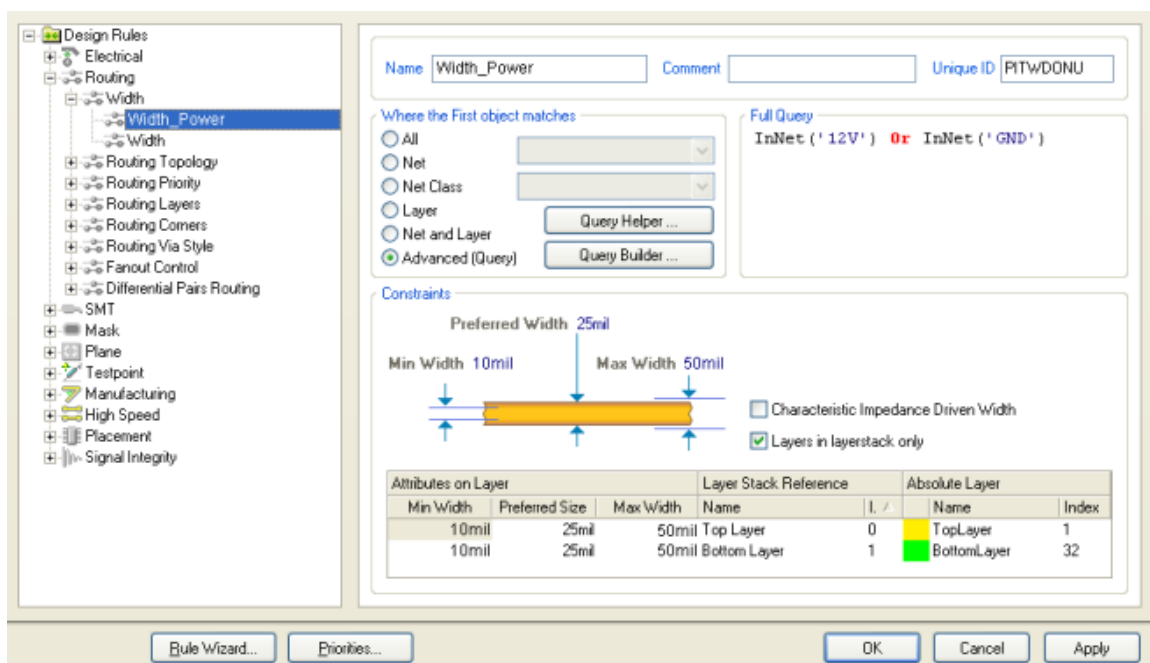 Design Rules
Electrical
Routing
Width
Width_Power
Width
Routing Topology
Routing Priority
Routing Layers
Routing Corners
Routing Via Style
Fanout Control
Differential Pairs Routing
SMT
Mask
Plane
Testpoint
Manufacturing
High Speed
Placement
Signal Integrity
Name Width_Power Comment Unique ID PITWDONU
Where the First object matches
All
Net
Net Class
Layer
Net and Layer
Advanced (Query)
Query Helper ...
Query Builder ...
Full Query
InNet('12V') Or InNet('GND')
Constraints
Preferred Width 25mil
Min Width 10mil Max Width 50mil
Characteristic Impedance Driven Width
Layers in layerstack only
Attributes on Layer Layer Stack Reference Absolute Layer
Min Width Preferred Size Max Width Name I. Name Index
10mil 25mil 50mil Top Layer 0 TopLayer 1
10mil 25mil 50mil Bottom Layer 1 BottomLayer 32
Rule Wizard... Priorities... OK Cancel Apply